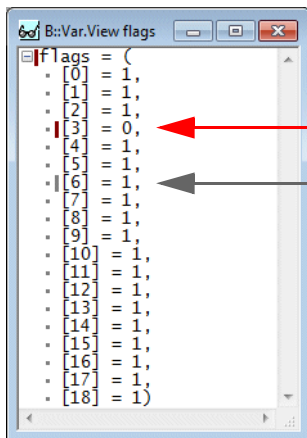 B::Var.View flags
flags = (
[0] = 1,
[1] = 1,
[2] = 1,
[3] = 0,
[4] = 1,
[5] = 1,
[6] = 1,
[7] = 1,
[8] = 1,
[9] = 1,
[10] = 1,
[11] = 1,
[12] = 1,
[13] = 1,
[14] = 1,
[15] = 1,
[16] = 1,
[17] = 1,
[18] = 1)